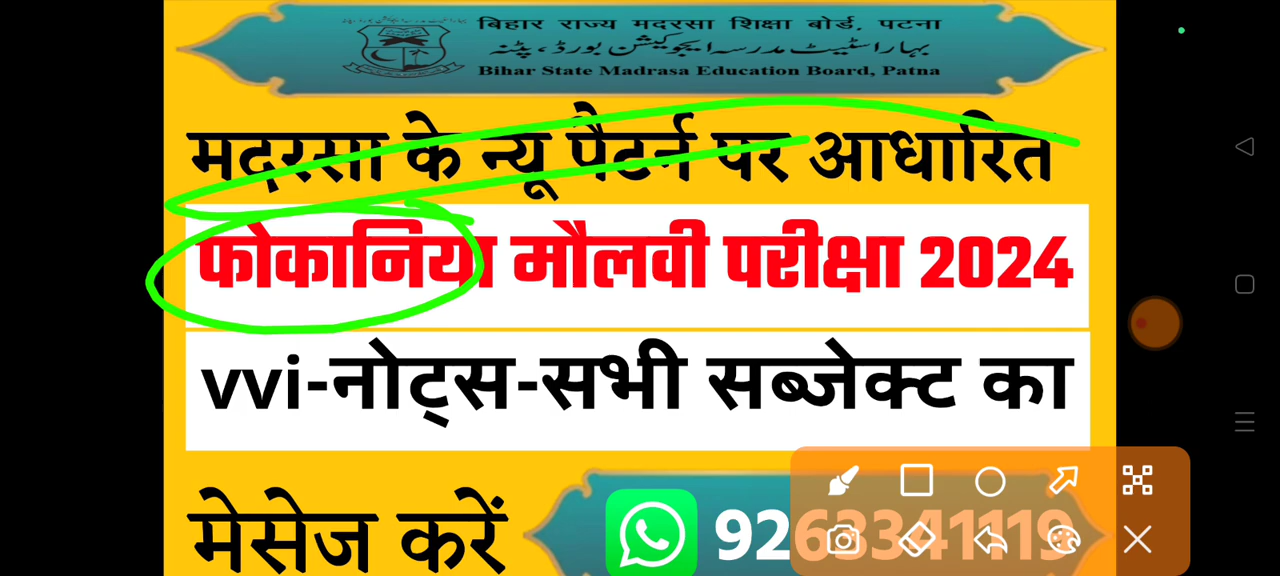 बिहार राज्य मदरसा शिक्षा बोर्ड, पटना
بہار اسٹیٹ مدرسہ ایجوکیشن بورڈ، پٹنہ
Bihar State Madrasa Education Board, Patna
मदरसा के न्यू पैटर्न पर आधारित
फोकानिया मौलवी परीक्षा 2024
vvi-नोट्स-सभी सब्जेक्ट का
मेसेज करें 9263341119